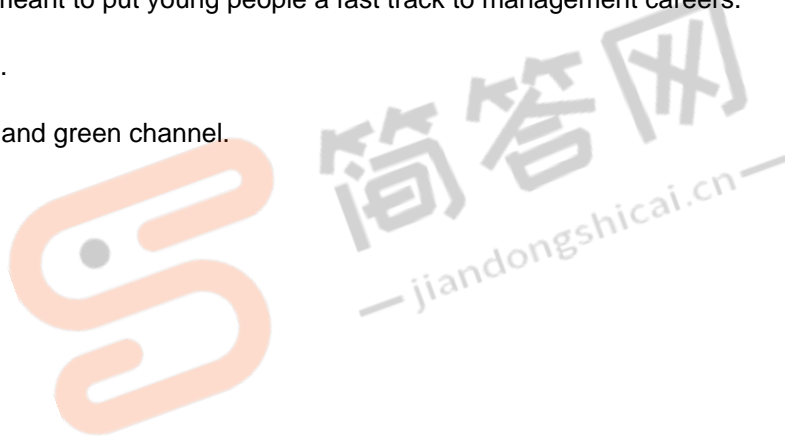 meant to put young people a fast track to management careers.
.
and green channel.
简答网
jiandongshicai.cn